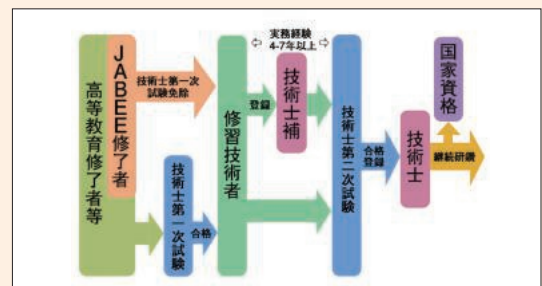 高等教育修了者等
JABEE修了者
技術士第一次
試験免除
技術士第一次試験
合格
修習技術者
実務経験
4-7年以上
登録
技術士補
技術士第二次試験
合格
登録
技術士
国家資格
継続研鑽